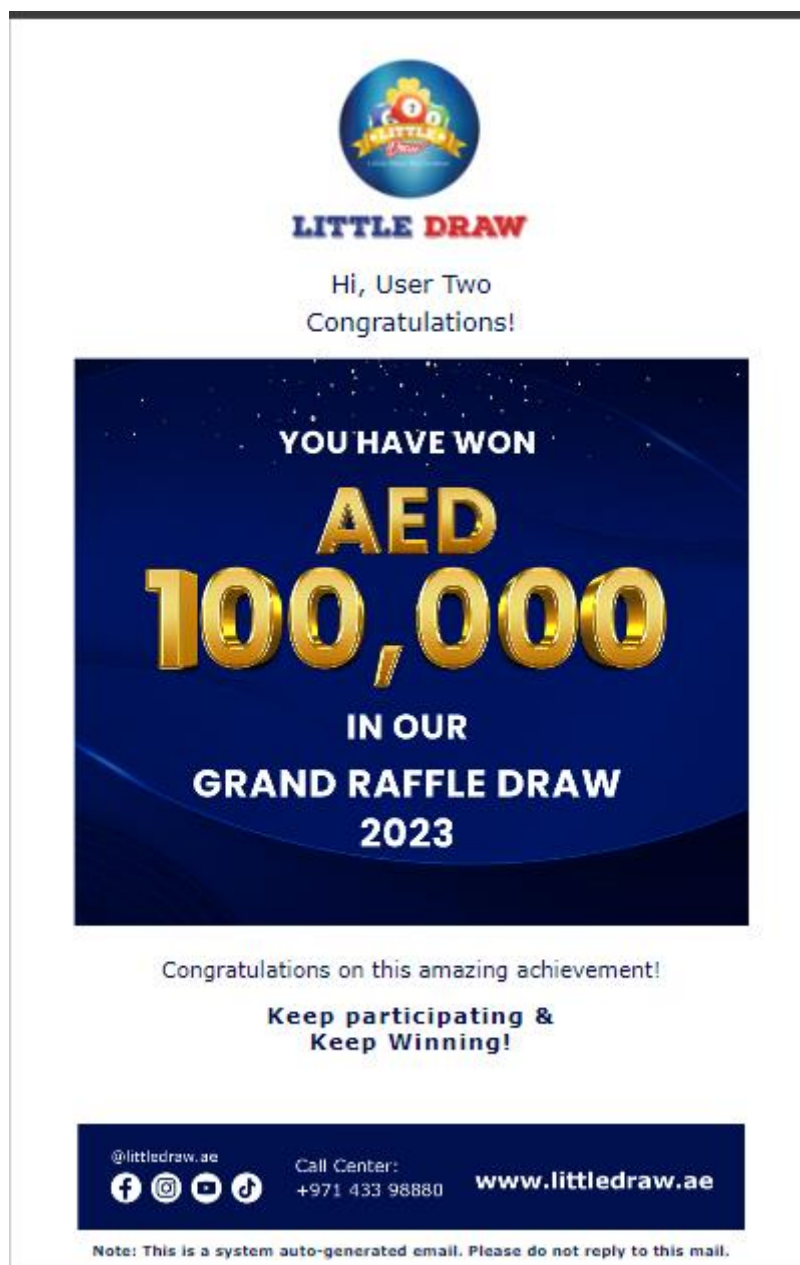 LITTLE
Draw
LITTLE DRAW
Hi, User Two
Congratulations!
YOU HAVE WON
AED
100,000
IN OUR
GRAND RAFFLE DRAW
2023
Congratulations on this amazing achievement!
Keep participating &
Keep Winning!
@littledraw.ae
Call Center:
+971 433 98880
www.littledraw.ae
Note: This is a system auto-generated email. Please do not reply to this mail.